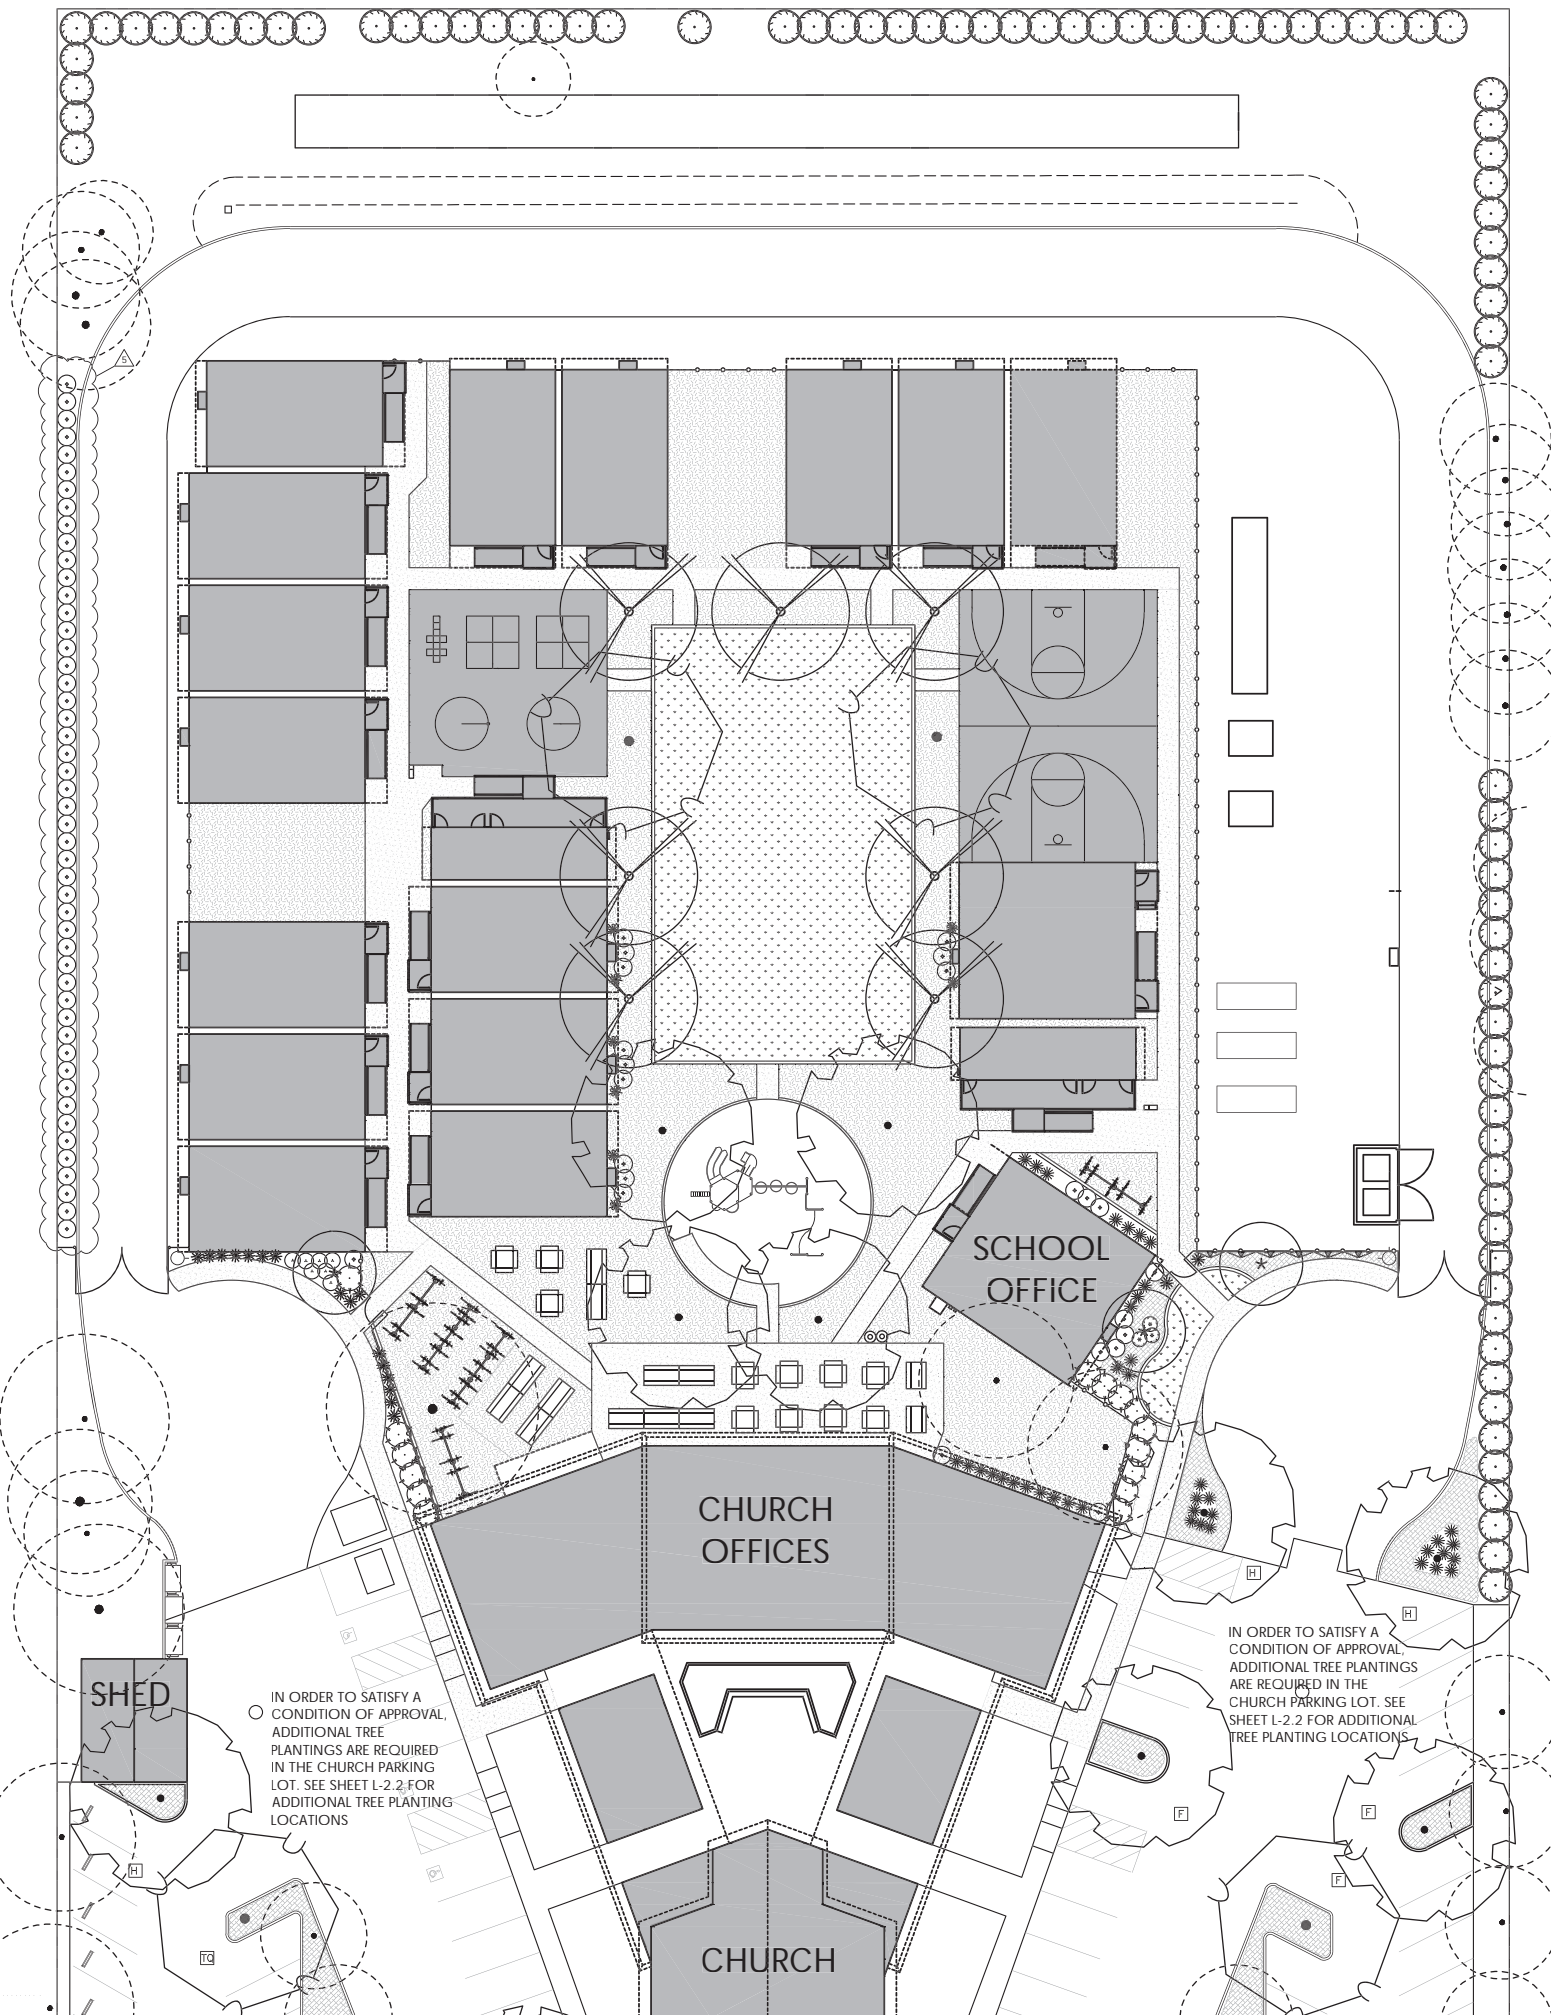 5
SCHOOL
OFFICE
CHURCH
OFFICES
H
H
IN ORDER TO SATISFY A
CONDITION OF APPROVAL,
ADDITIONAL TREE PLANTINGS
ARE REQUIRED IN THE
CHURCH PARKING LOT. SEE
SHEET L-2.2 FOR ADDITIONAL
TREE PLANTING LOCATIONS
SHED
IN ORDER TO SATISFY A
CONDITION OF APPROVAL,
ADDITIONAL TREE
PLANTINGS ARE REQUIRED
IN THE CHURCH PARKING
LOT. SEE SHEET L-2.2 FOR
ADDITIONAL TREE PLANTING
LOCATIONS
F
F
H
F
TQ
CHURCH